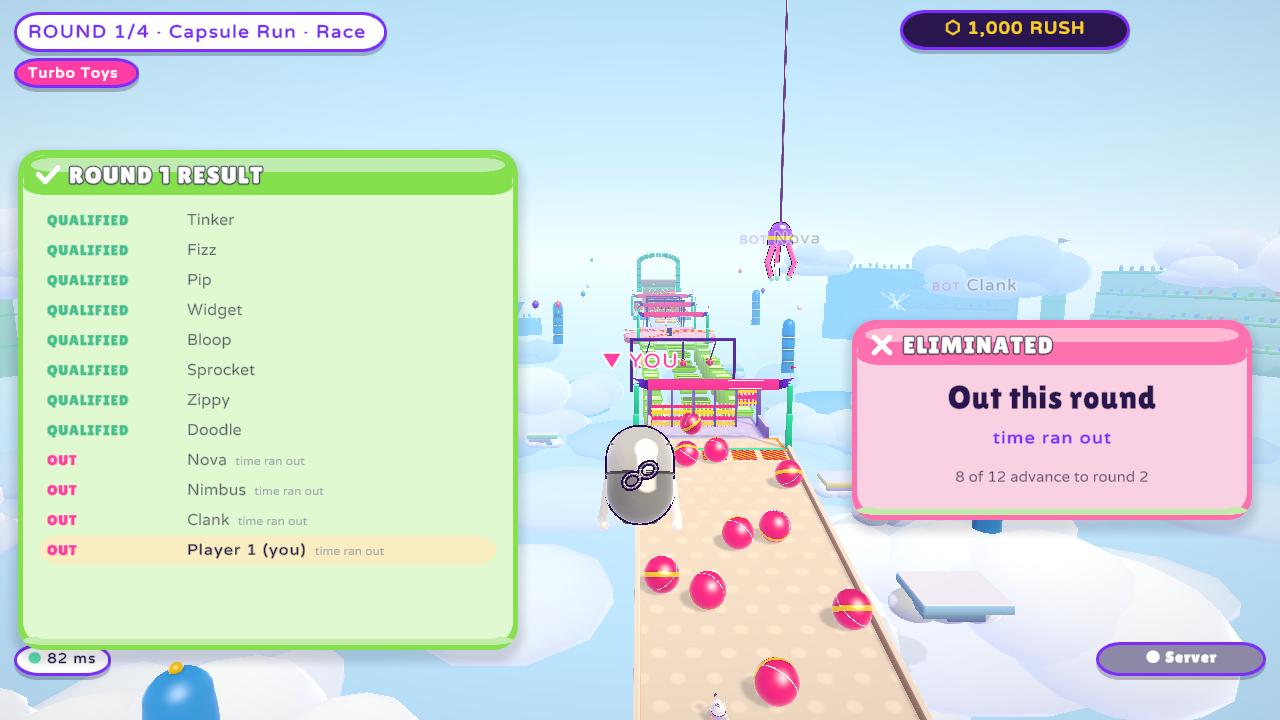 ROUND 1/4 · Capsule Run · Race
1,000 RUSH
Turbo Toys
ROUND 1 RESULT
QUALIFIED Tinker
QUALIFIED Fizz
QUALIFIED Pip
QUALIFIED Widget
QUALIFIED Bloop
QUALIFIED Sprocket
QUALIFIED Zippy
QUALIFIED Doodle
OUT Nova time ran out
OUT Nimbus time ran out
OUT Clank time ran out
OUT Player 1 (you) time ran out
82 ms
BOT Nova
BOT Clank
YOU
ELIMINATED
Out this round
time ran out
8 of 12 advance to round 2
Server